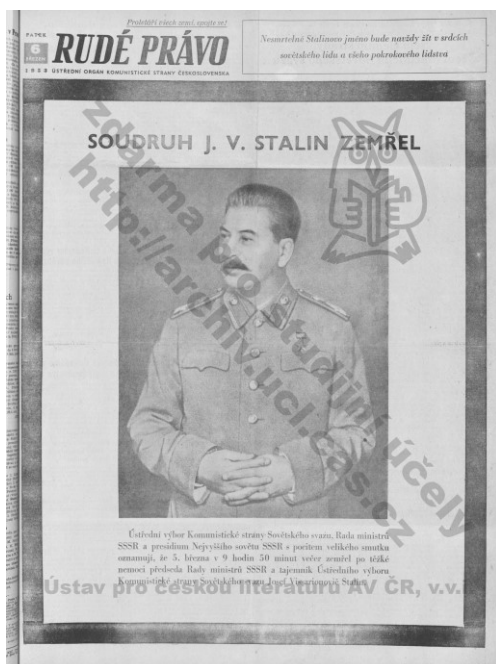 Proletáři všech zemí, spojte se!
PÁTEK
6
BŘEZEN
1953
RUDÉ PRÁVO
ÚSTŘEDNÍ ORGÁN KOMUNISTICKÉ STRANY ČESKOSLOVENSKA
Nesmrtelné Stalinovo jméno bude navždy žít v srdcích
sovětského lidu a všeho pokrokového lidstva
SOUDRUH J. V. STALIN ZEMŘEL
zdarma pro studijní účely
http://archiv.ucl.cas.cz
Ústřední výbor Komunistické strany Sovětského svazu, Rada ministrů
SSSR a presidium Nejvyššího sovětu SSSR s pocitem velikého smutku
oznamují, že 5. března v 9 hodin 50 minut večer zemřel po těžké
nemoci předseda Rady ministrů SSSR a tajemník Ústředního výboru
Komunistické strany Sovětského svazu Josef Vissarionovič Stalin.
Ústav pro českou literaturu AV ČR, v.v.i.